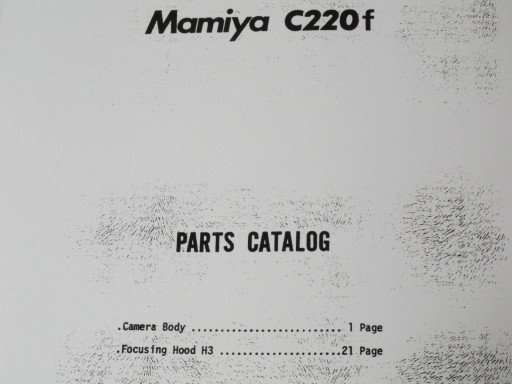 Mamiya C220f
PARTS CATALOG
.Camera Body ........................... 1 Page
.Focusing Hood H3 ......................21 Page